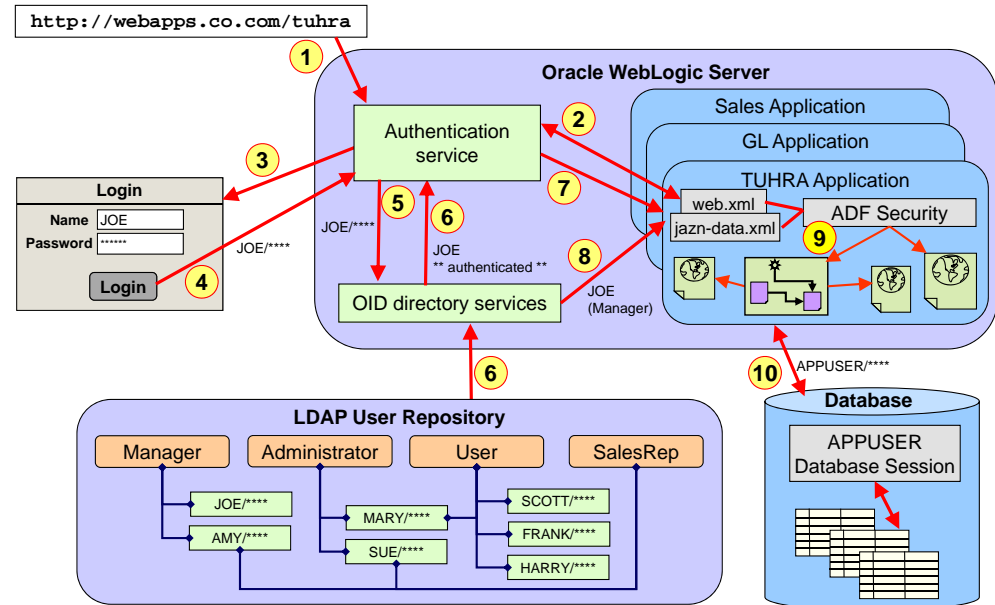 http://webapps.co.com/tuhra
1
Oracle WebLogic Server
Sales Application
GL Application
TUHRA Application
Authentication
service
2
3
7
web.xml
jazn-data.xml
ADF Security
Login
Name JOE
Password ******
Login
4
JOE/****
5
JOE/****
6
JOE
** authenticated **
8
JOE
(Manager)
9
OID directory services
6
10
APPUSER/****
LDAP User Repository
Manager
Administrator
User
SalesRep
JOE/****
AMY/****
MARY/****
SUE/****
SCOTT/****
FRANK/****
HARRY/****
Database
APPUSER
Database Session